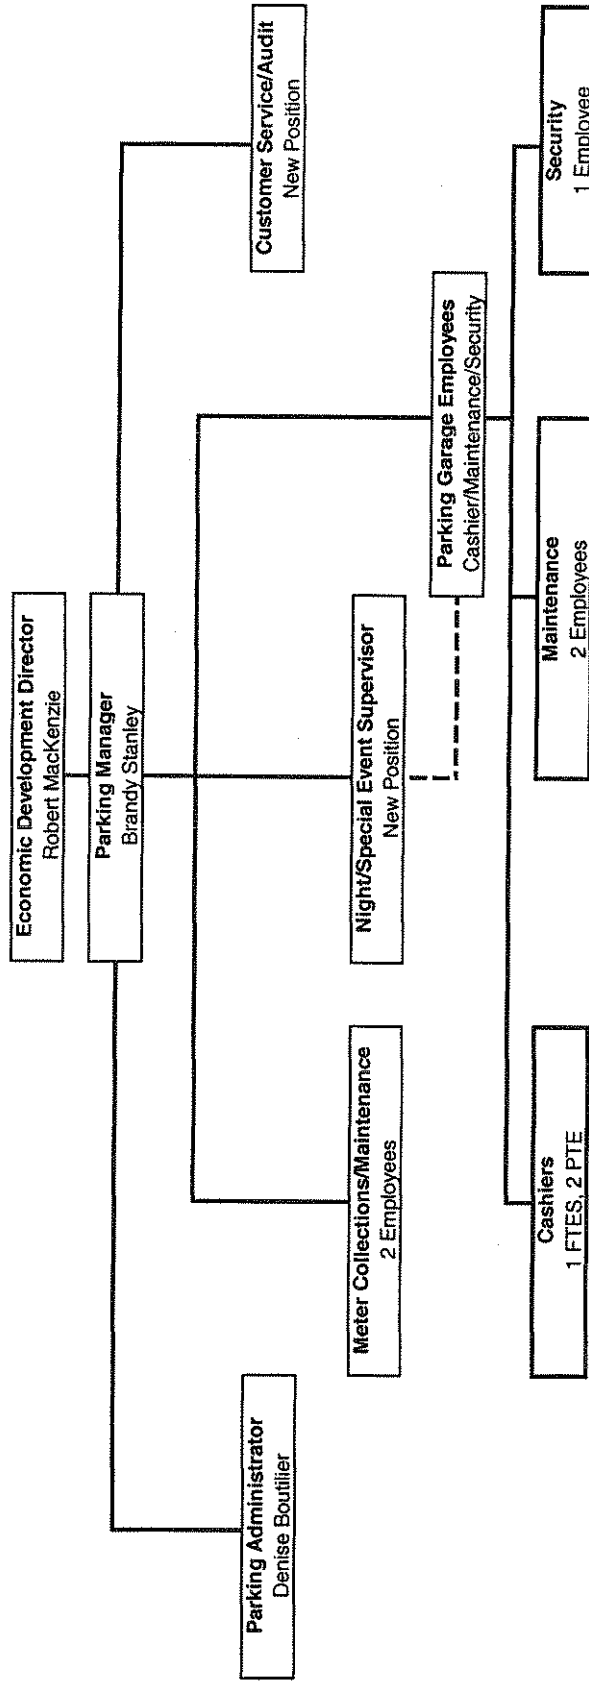 Economic Development Director
Robert MacKenzie
Parking Manager
Brandy Stanley
Parking Administrator
Denise Boutilier
Customer Service/Audit
New Position
Meter Collections/Maintenance
2 Employees
Night/Special Event Supervisor
New Position
Parking Garage Employees
Cashier/Maintenance/Security
Cashiers
1 FTES, 2 PTE
Maintenance
2 Employees
Security
1 Employee